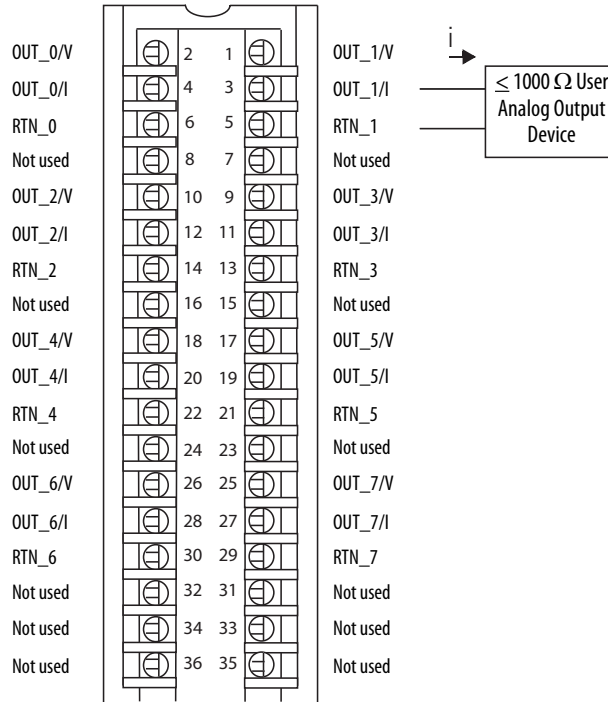 OUT_0/V 2 1 OUT_1/V i
OUT_0/I 4 3 OUT_1/I ≤ 1000 Ω User
Analog Output
RTN_0 6 5 RTN_1 Device
Not used 8 7 Not used
OUT_2/V 10 9 OUT_3/V
OUT_2/I 12 11 OUT_3/I
RTN_2 14 13 RTN_3
Not used 16 15 Not used
OUT_4/V 18 17 OUT_5/V
OUT_4/I 20 19 OUT_5/I
RTN_4 22 21 RTN_5
Not used 24 23 Not used
OUT_6/V 26 25 OUT_7/V
OUT_6/I 28 27 OUT_7/I
RTN_6 30 29 RTN_7
Not used 32 31 Not used
Not used 34 33 Not used
Not used 36 35 Not used